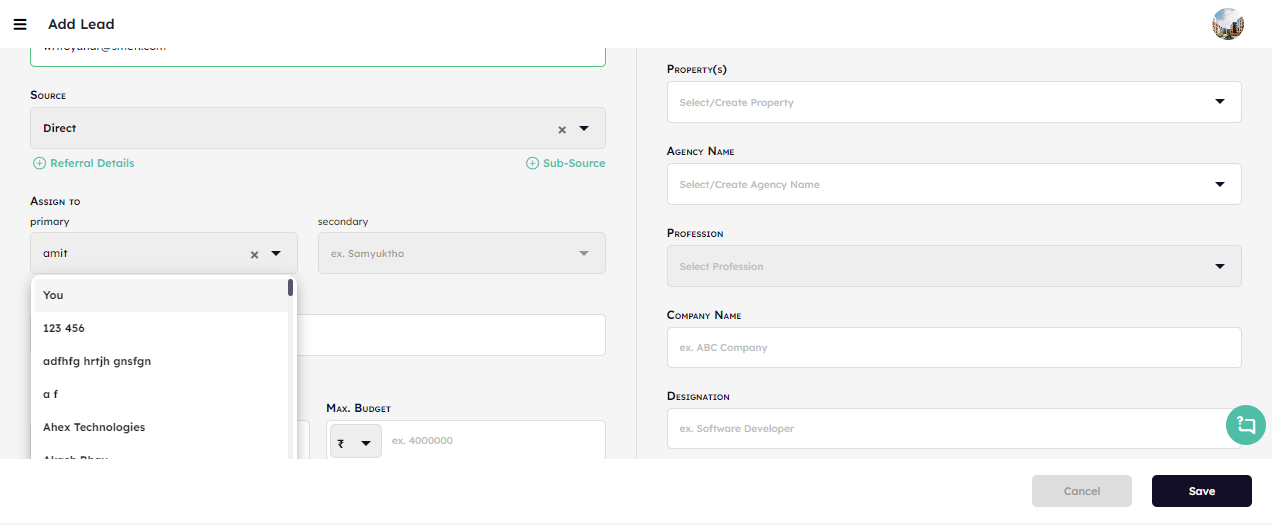 Add Lead
Source
Direct
Referral Details
Sub-Source
Assign to
primary
secondary
amit
ex. Samyuktha
You
123 456
adfhfg hrtjh gnsfgn
a f
Ahex Technologies
Max. Budget
₹
ex. 4000000
Property(s)
Select/Create Property
Agency Name
Select/Create Agency Name
Profession
Select Profession
Company Name
ex. ABC Company
Designation
ex. Software Developer
Cancel
Save